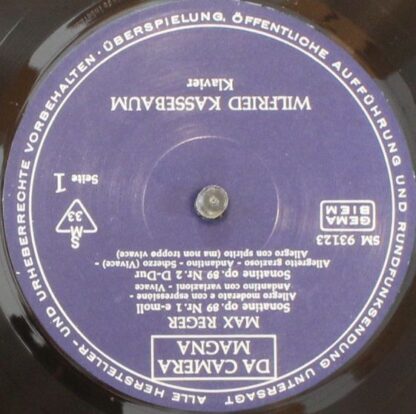 DA CAMERA
MAGNA
MAX REGER
Sonatine op. 89 Nr. 1 e-moll
Allegro moderato con espressione
Andantino con variazioni - Vivace
Sonatine op. 89 Nr. 2 D-Dur
Allegretto grazioso - Andantino - Scherzo (Vivace) -
Allegro con spirito (ma non troppo vivace)
SM 93123
GEMA
BIEM
S
M
33
Seite 1
WILFRIED KASSEBAUM
Klavier
ALLE HERSTELLER- UND URHEBERRECHTE VORBEHALTEN · ÜBERSPIELUNG, ÖFFENTLICHE AUFFÜHRUNG UND RUNDFUNKSENDUNG UNTERSAGT